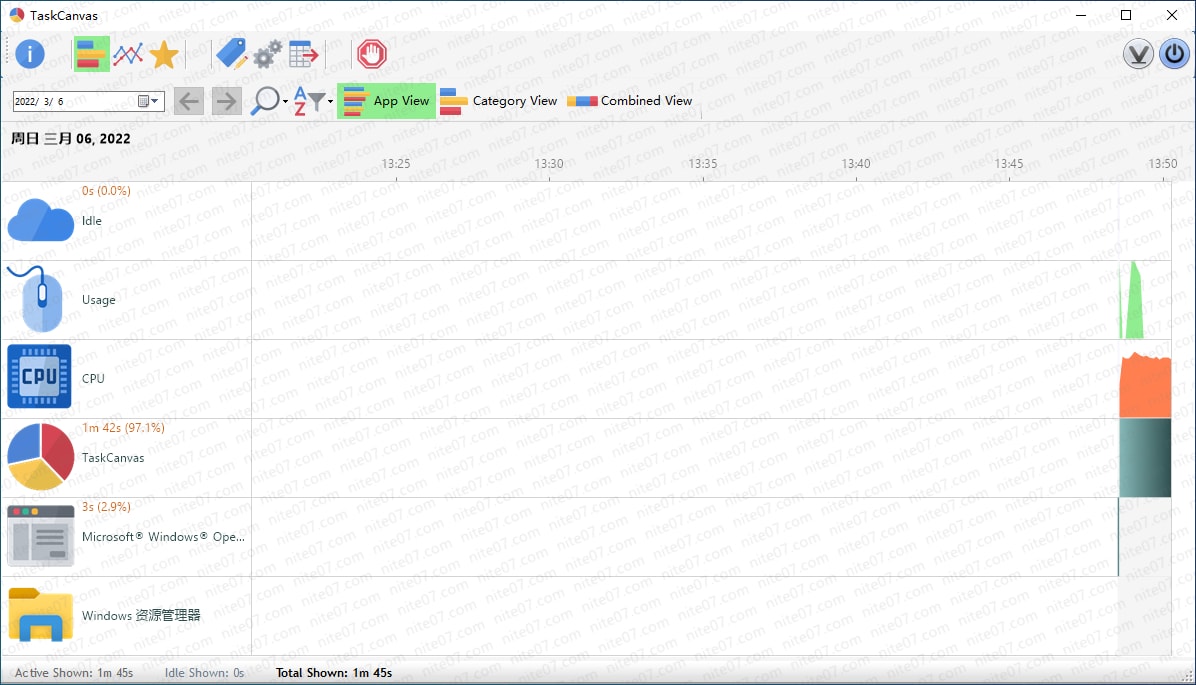 TaskCanvas
2022/ 3/ 6
App View
Category View
Combined View
周日 三月 06, 2022
13:25 13:30 13:35 13:40 13:45 13:50
0s (0.0%)
Idle
Usage
CPU
CPU
1m 42s (97.1%)
TaskCanvas
3s (2.9%)
Microsoft® Windows® Ope...
Windows 资源管理器
Active Shown: 1m 45s Idle Shown: 0s Total Shown: 1m 45s
nite07.com